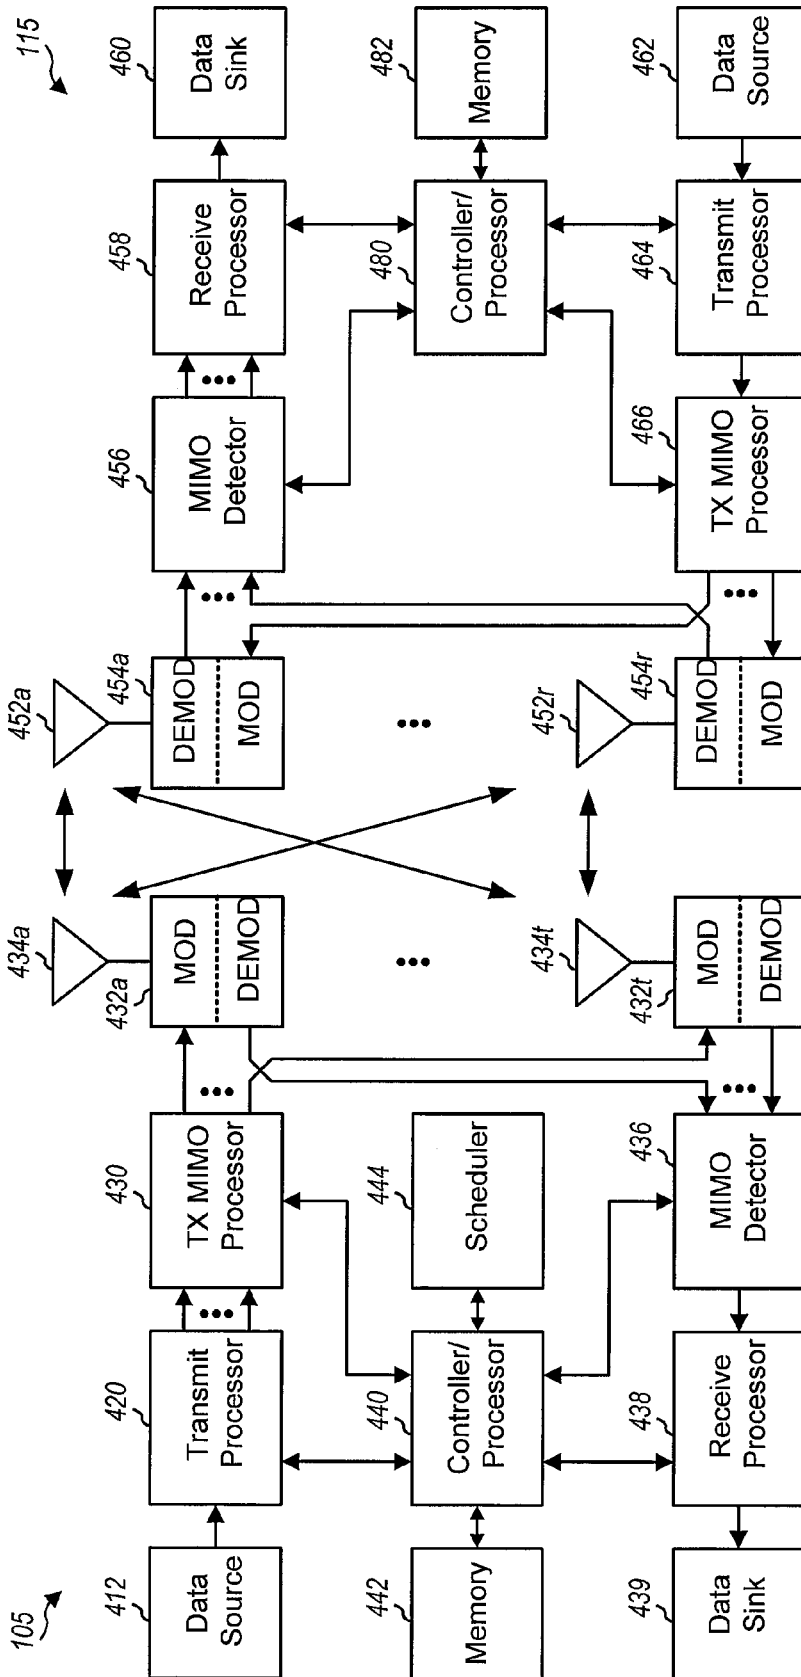 105
412
Data
Source
420
Transmit
Processor
430
TX MIMO
Processor
432a
MOD
DEMOD
434a
452a
454a
DEMOD
MOD
456
MIMO
Detector
458
Receive
Processor
460
Data
Sink
115
442
Memory
440
Controller/
Processor
444
Scheduler
480
Controller/
Processor
482
Memory
439
Data
Sink
438
Receive
Processor
436
MIMO
Detector
432t
MOD
DEMOD
434t
452r
454r
DEMOD
MOD
466
TX MIMO
Processor
464
Transmit
Processor
462
Data
Source